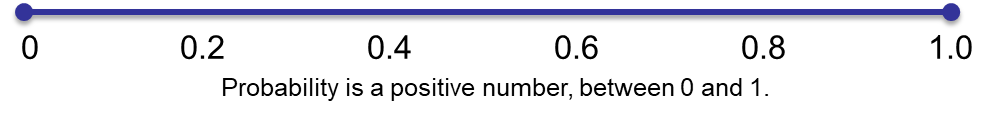 0 0.2 0.4 0.6 0.8 1.0
Probability is a positive number, between 0 and 1.